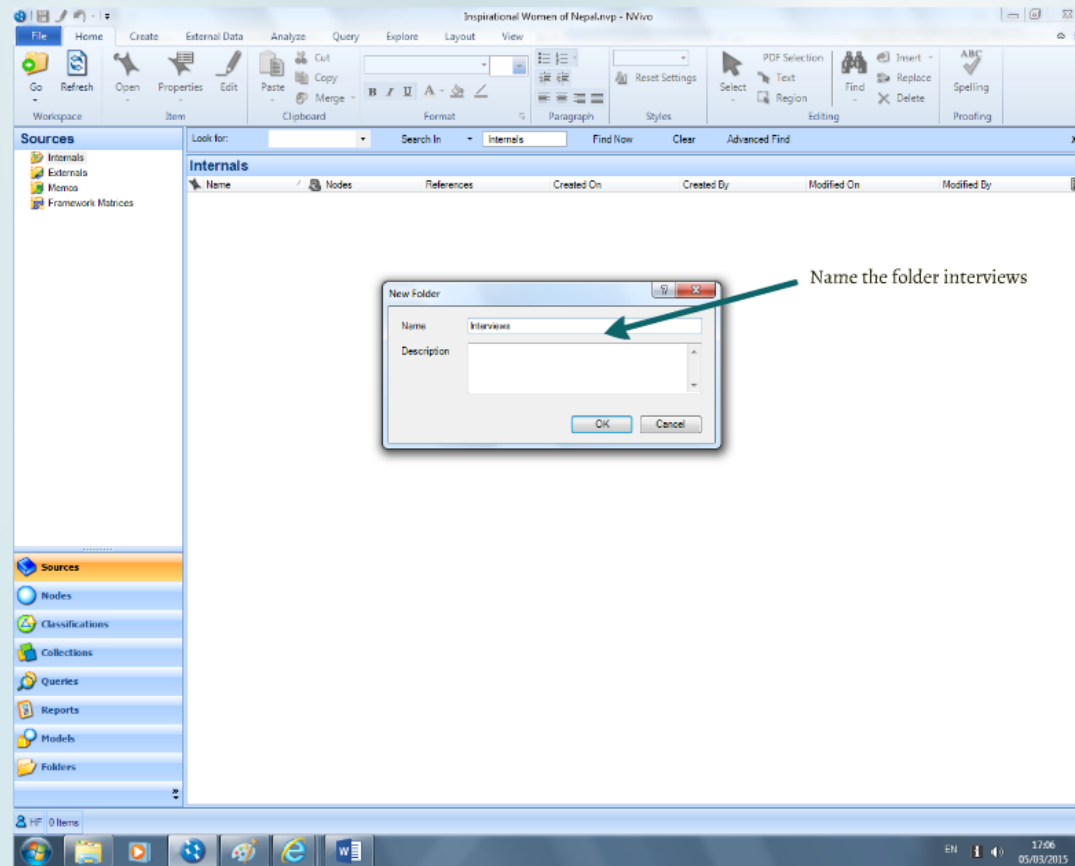 Inspirational Women of Nepal.nvp - NVivo
File Home Create External Data Analyze Query Explore Layout View
Go Refresh Open Properties Edit Paste Cut Copy Merge
B I U A
Reset Settings
Select PDF Selection Text Region Find Insert Replace Delete
ABC
Spelling
Workspace Item Clipboard Format Paragraph Styles Editing Proofing
Sources
Look for: Search In Internals Find Now Clear Advanced Find
Internals
Externals
Memos
Framework Matrices
Internals
Name Nodes References Created On Created By Modified On Modified By
Name the folder interviews
New Folder
Name Interviews
Description
OK Cancel
Sources
Nodes
Classifications
Collections
Queries
Reports
Models
Folders
HF 0 Items
EN 17:06
05/03/2015